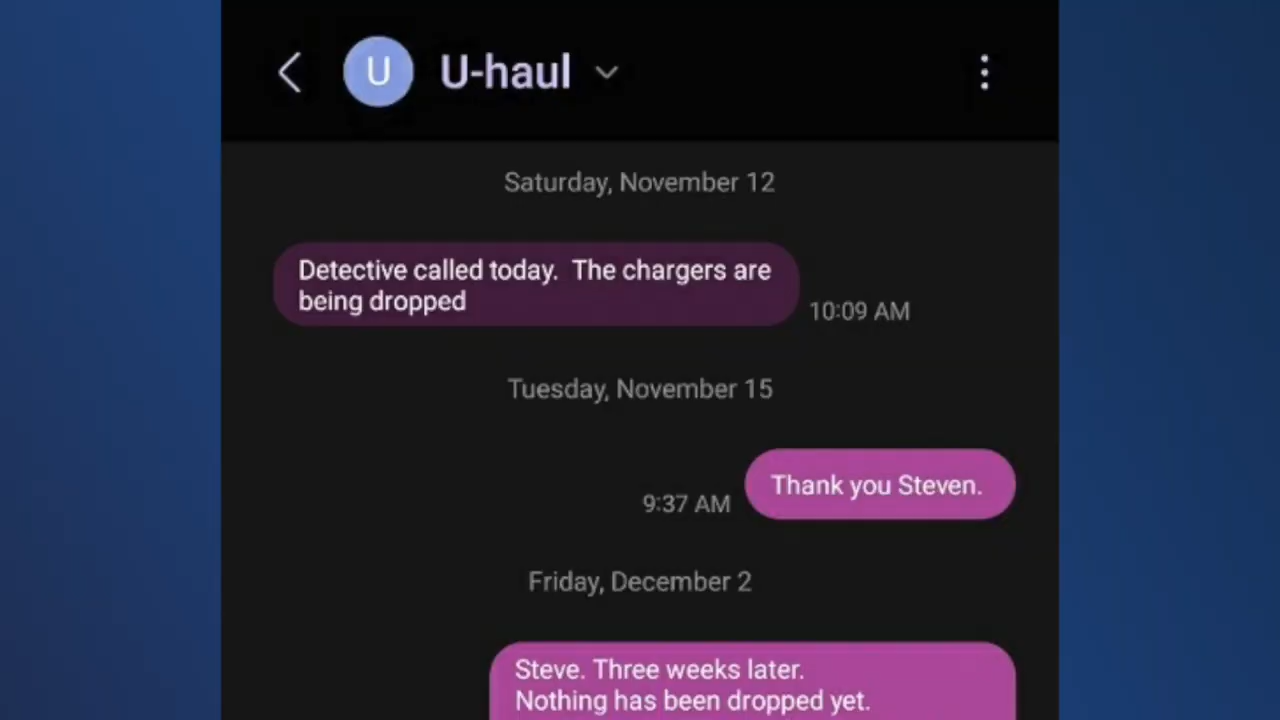 U
U-haul
Saturday, November 12
Detective called today.  The chargers are
being dropped
10:09 AM
Tuesday, November 15
Thank you Steven.
9:37 AM
Friday, December 2
Steve. Three weeks later.
Nothing has been dropped yet.